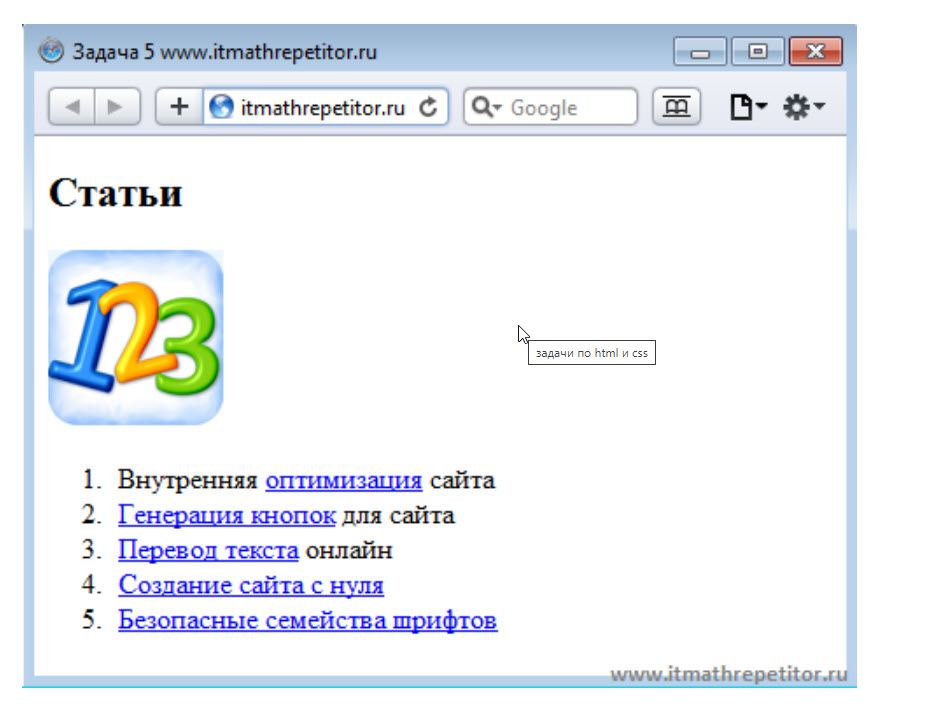 Задача 5 www.itmathrepetitor.ru
itmathrepetitor.ru Google
Статьи
123
задачи по html и css
1. Внутренняя оптимизация сайта
2. Генерация кнопок для сайта
3. Перевод текста онлайн
4. Создание сайта с нуля
5. Безопасные семейства шрифтов
www.itmathrepetitor.ru